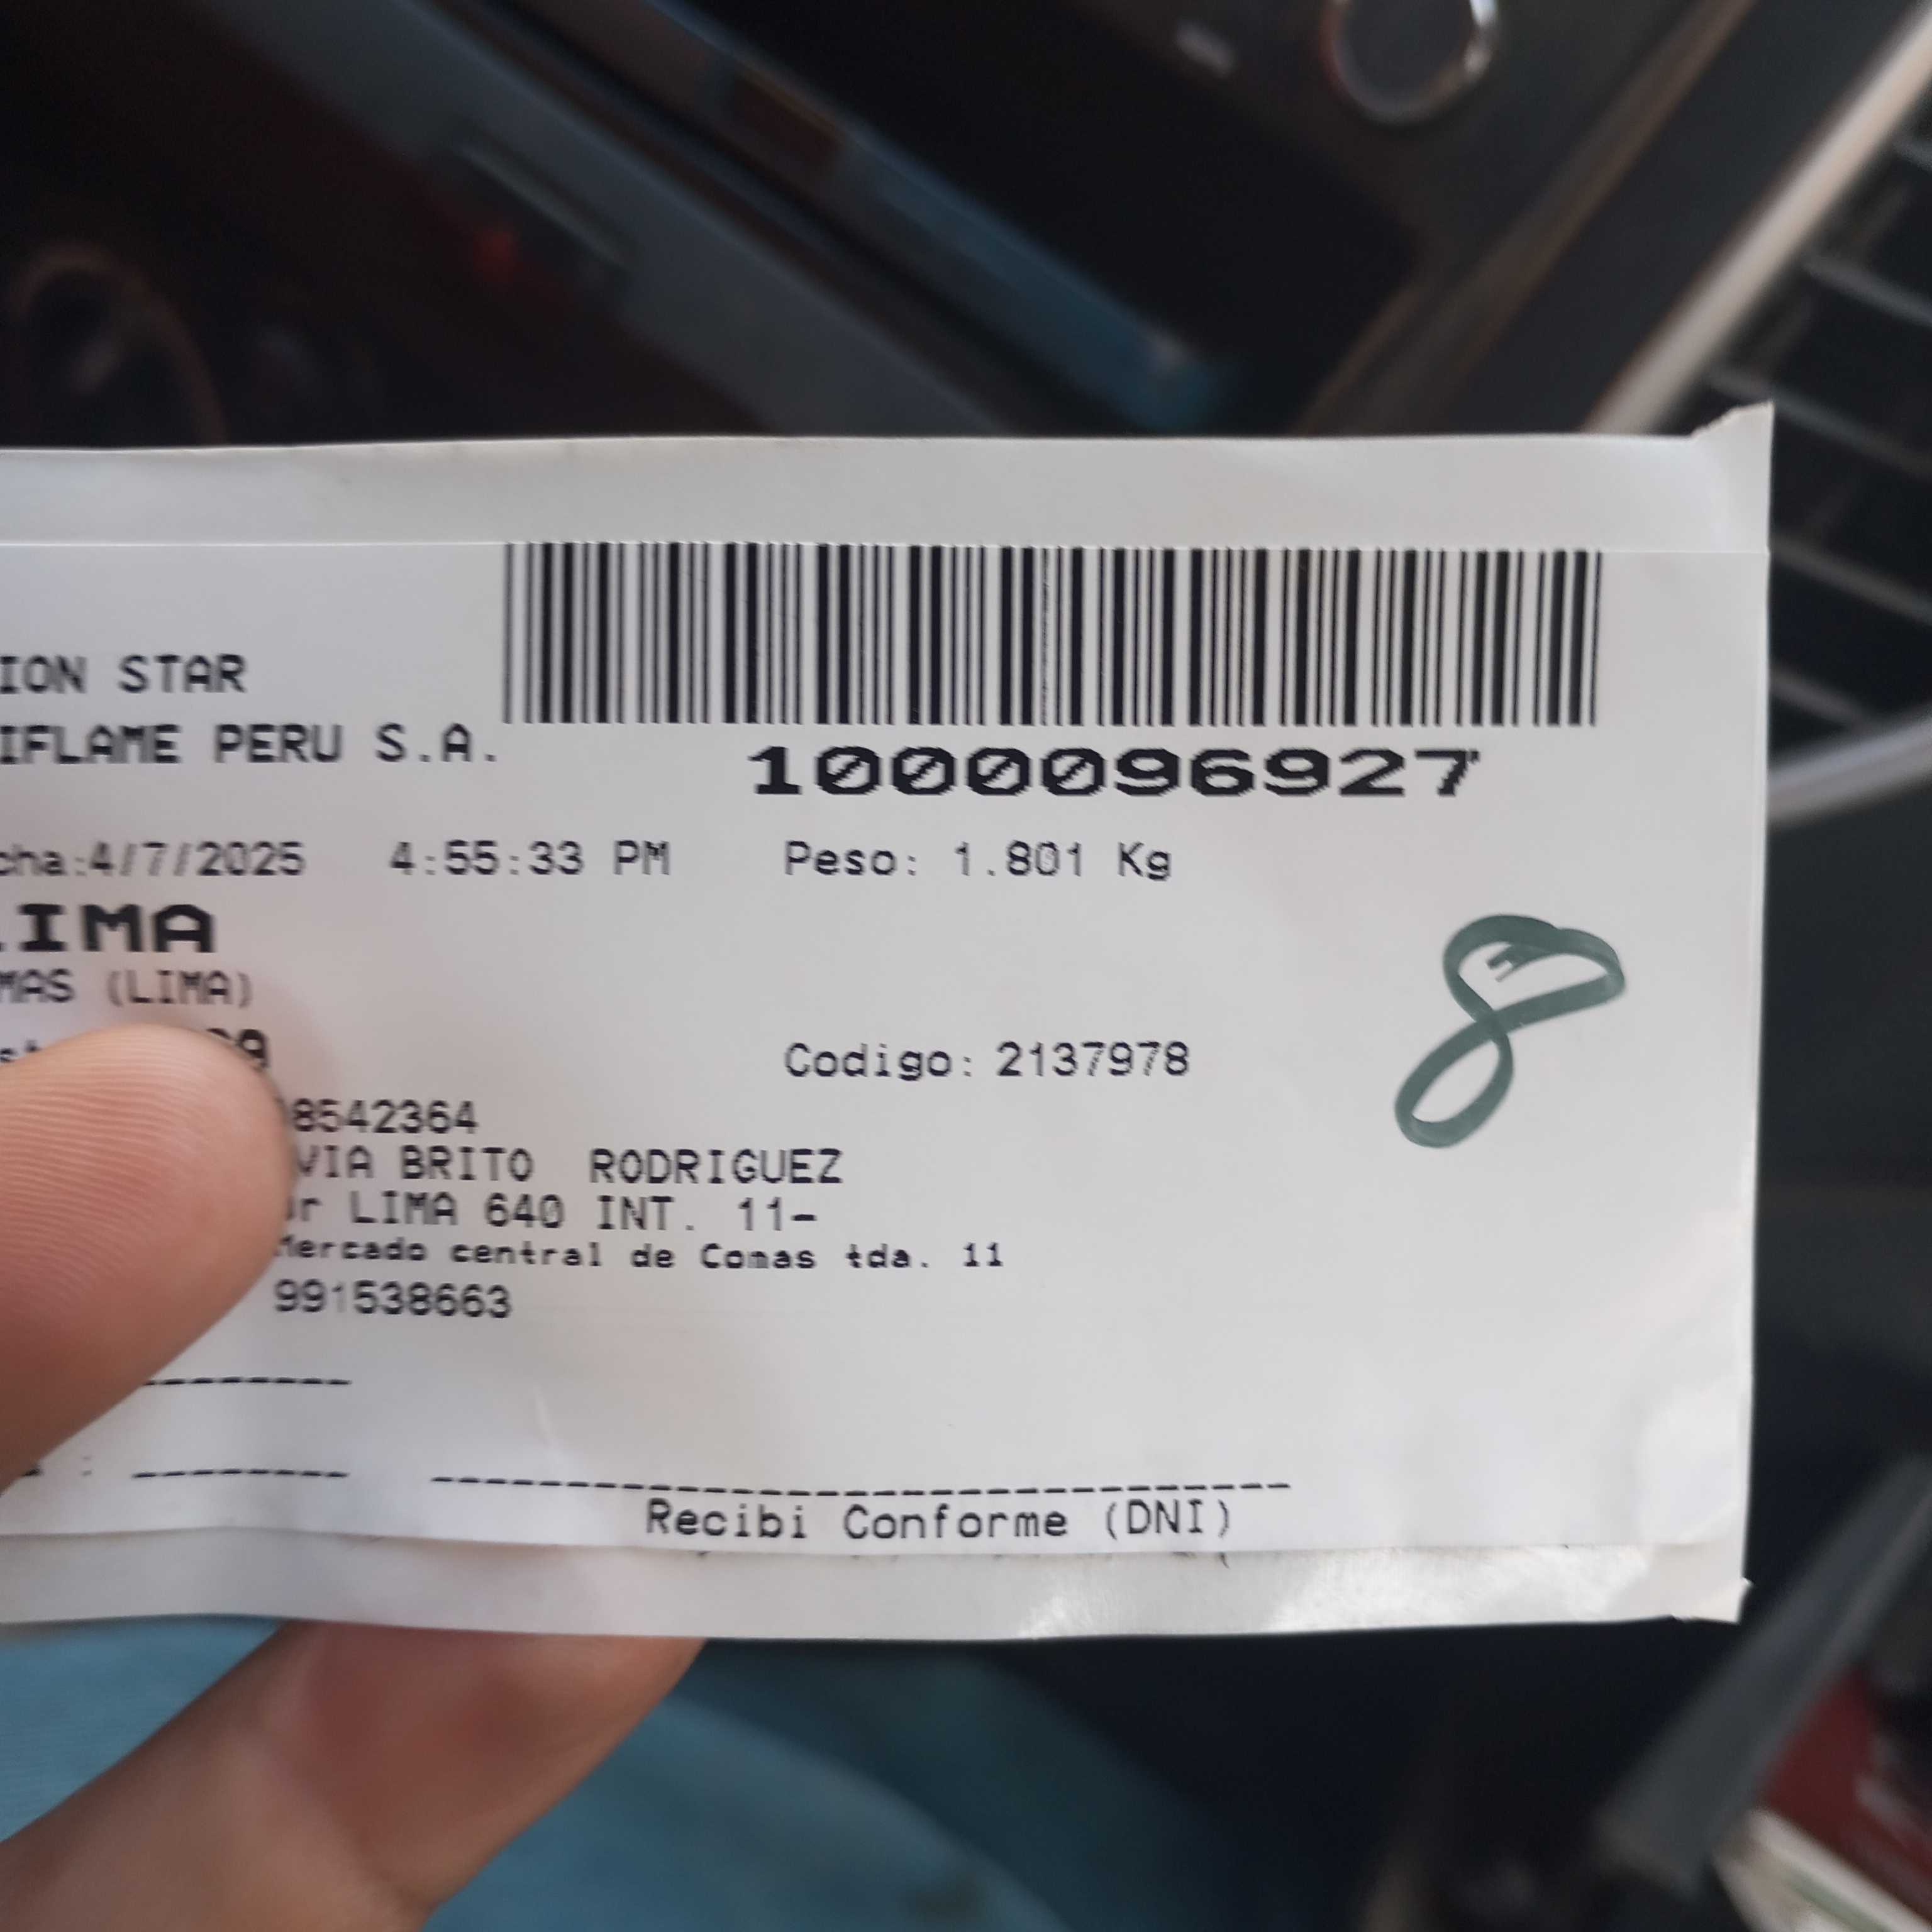 ION STAR
IFLAME PERU S.A.
1000096927
cha:4/7/2025 4:55:33 PM Peso: 1.801 Kg
LIMA
MAS (LIMA)
Codigo: 2137978
8
8542364
VIA BRITO RODRIGUEZ
r LIMA 640 INT. 11-
Mercado central de Comas tda. 11
991538663
Recibi Conforme (DNI)